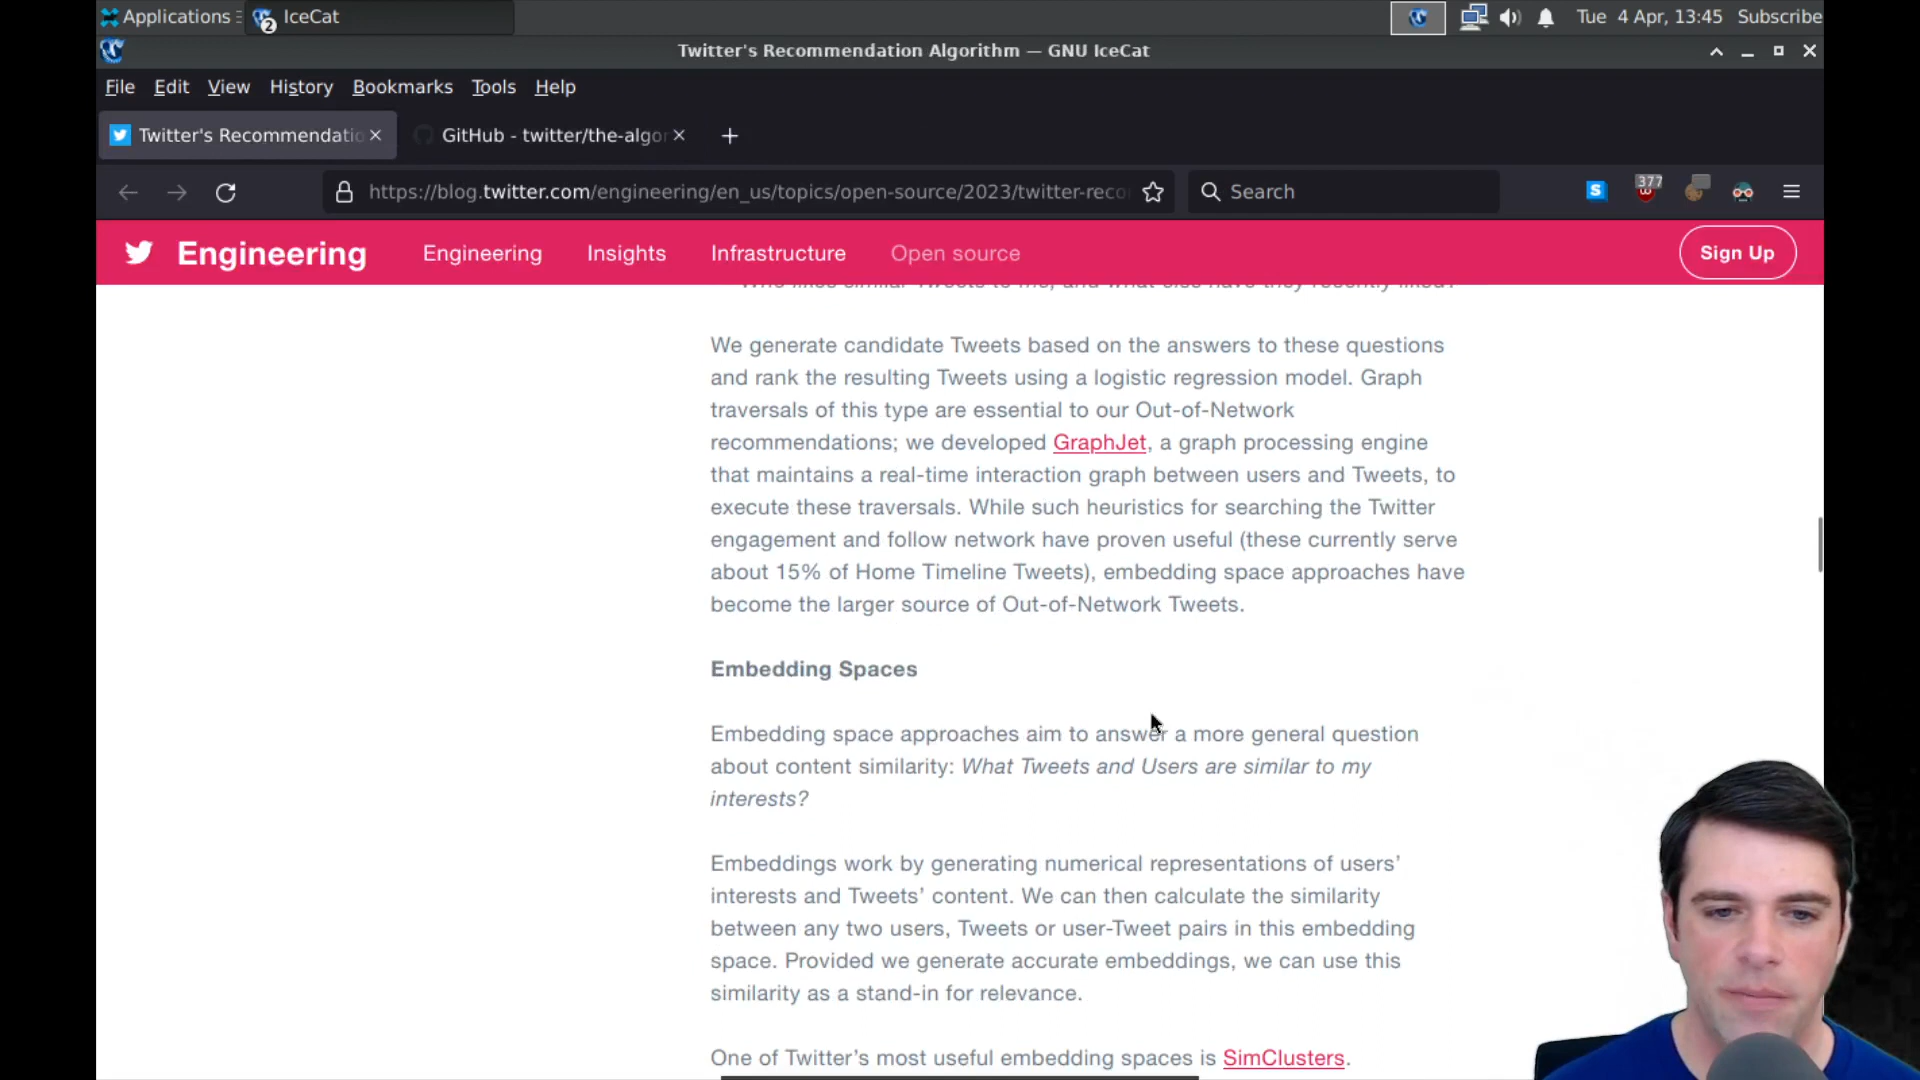 Applications IceCat Tue 4 Apr, 13:45 Subscribe
2
Twitter's Recommendation Algorithm — GNU IceCat
File Edit View History Bookmarks Tools Help
Twitter's Recommendatio GitHub - twitter/the-algor
https://blog.twitter.com/engineering/en_us/topics/open-source/2023/twitter-reco Search S 377
Engineering Engineering Insights Infrastructure Open source Sign Up
Who likes similar Tweets to me, and what else have they recently liked?
We generate candidate Tweets based on the answers to these questions
and rank the resulting Tweets using a logistic regression model. Graph
traversals of this type are essential to our Out-of-Network
recommendations; we developed GraphJet, a graph processing engine
that maintains a real-time interaction graph between users and Tweets, to
execute these traversals. While such heuristics for searching the Twitter
engagement and follow network have proven useful (these currently serve
about 15% of Home Timeline Tweets), embedding space approaches have
become the larger source of Out-of-Network Tweets.
Embedding Spaces
Embedding space approaches aim to answer a more general question
about content similarity: What Tweets and Users are similar to my
interests?
Embeddings work by generating numerical representations of users’
interests and Tweets’ content. We can then calculate the similarity
between any two users, Tweets or user-Tweet pairs in this embedding
space. Provided we generate accurate embeddings, we can use this
similarity as a stand-in for relevance.
One of Twitter’s most useful embedding spaces is SimClusters.